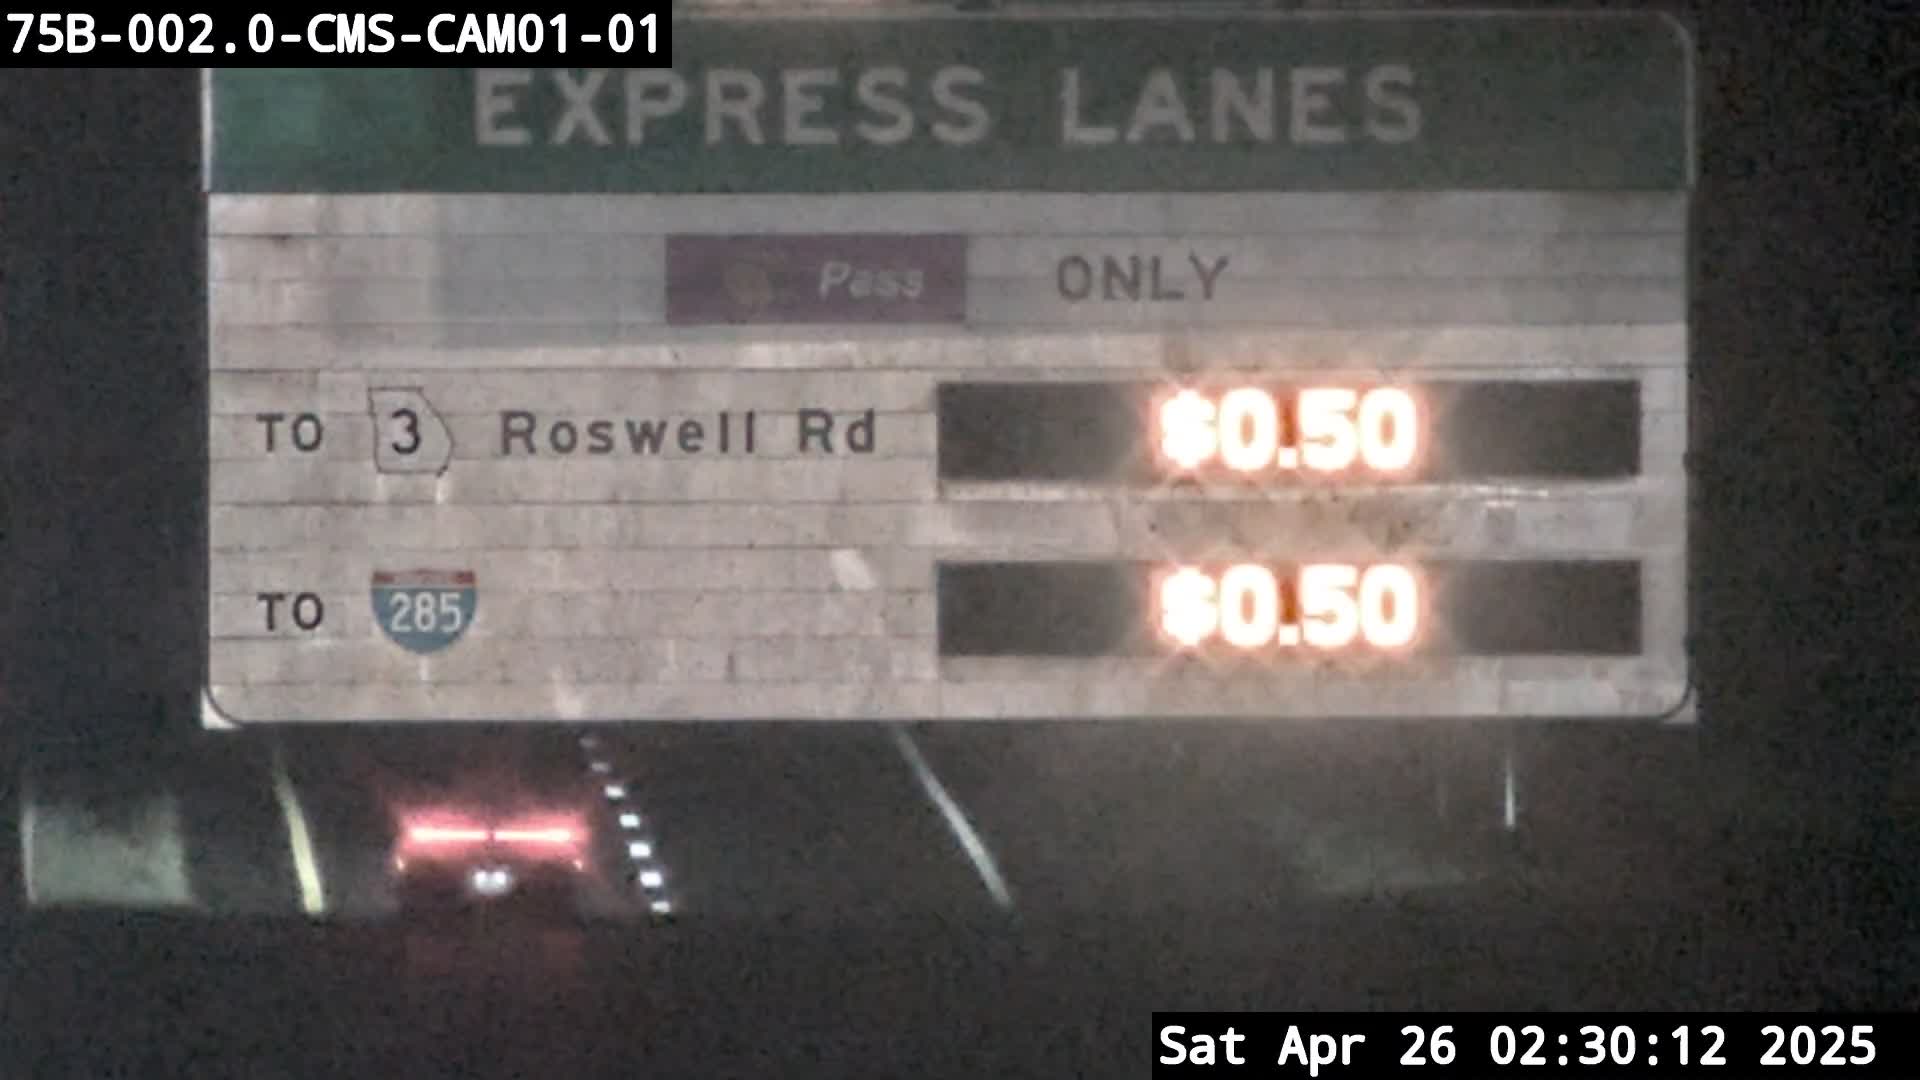 75B-002.0-CMS-CAM01-01
EXPRESS LANES
Pass ONLY
TO 3 Roswell Rd $0.50
TO 285 $0.50
Sat Apr 26 02:30:12 2025